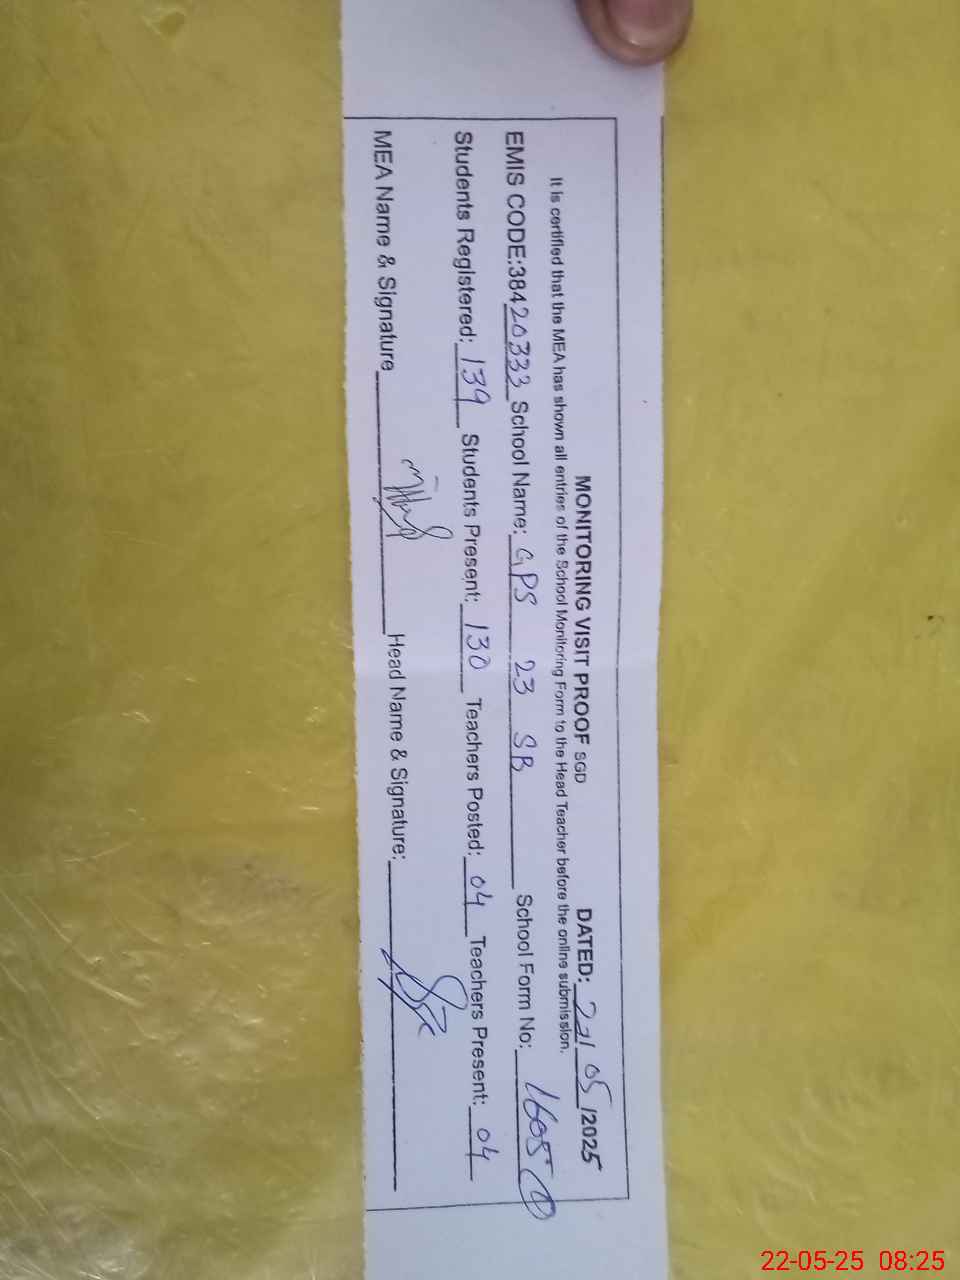 MONITORING VISIT PROOF SGD DATED: 22/05/2025
It is certified that the MEA has shown all entries of the School Monitoring Form to the Head Teacher before the online submission.
EMIS CODE:38420333 School Name: GPS 23 SB School Form No: 1605
Students Registered: 139 Students Present: 130 Teachers Posted: 04 Teachers Present: 04
MEA Name & Signature Head Name & Signature:
22-05-25 08:25